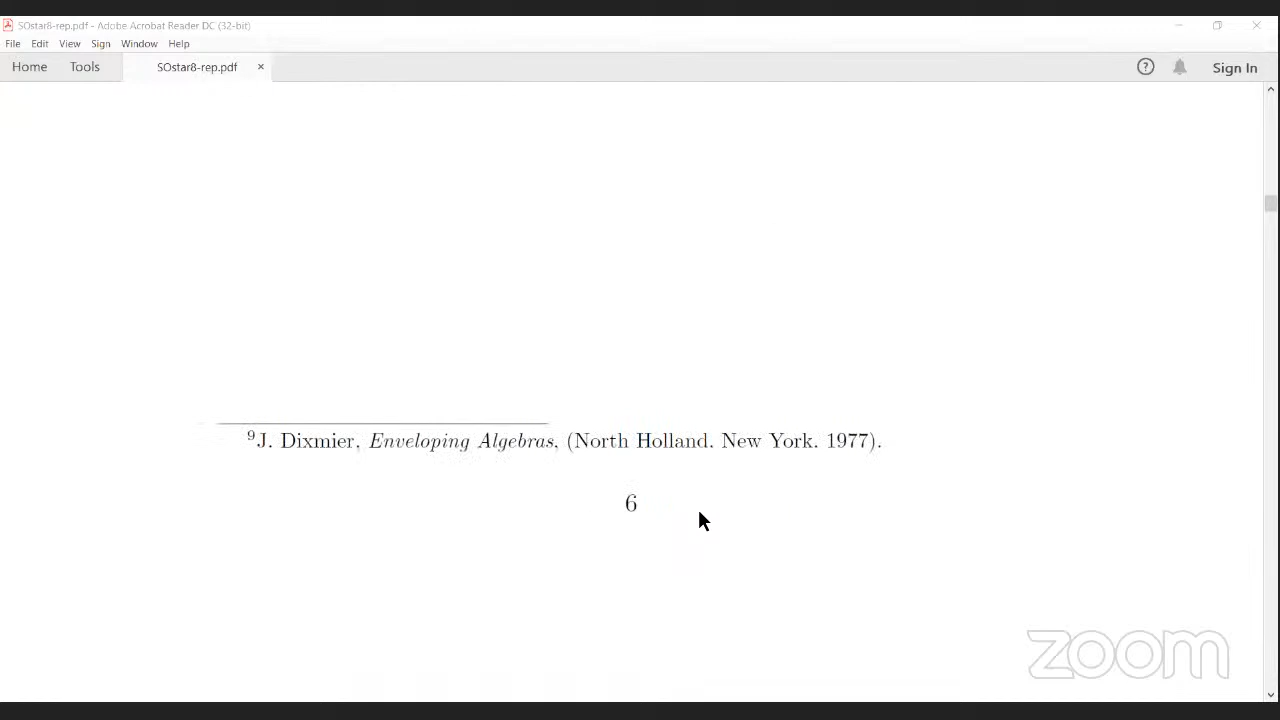 SOstar8-rep.pdf - Adobe Acrobat Reader DC (32-bit)
File Edit View Sign Window Help
Home Tools SOstar8-rep.pdf × ? Sign In
⁹J. Dixmier, Enveloping Algebras, (North Holland, New York, 1977).
6
zoom